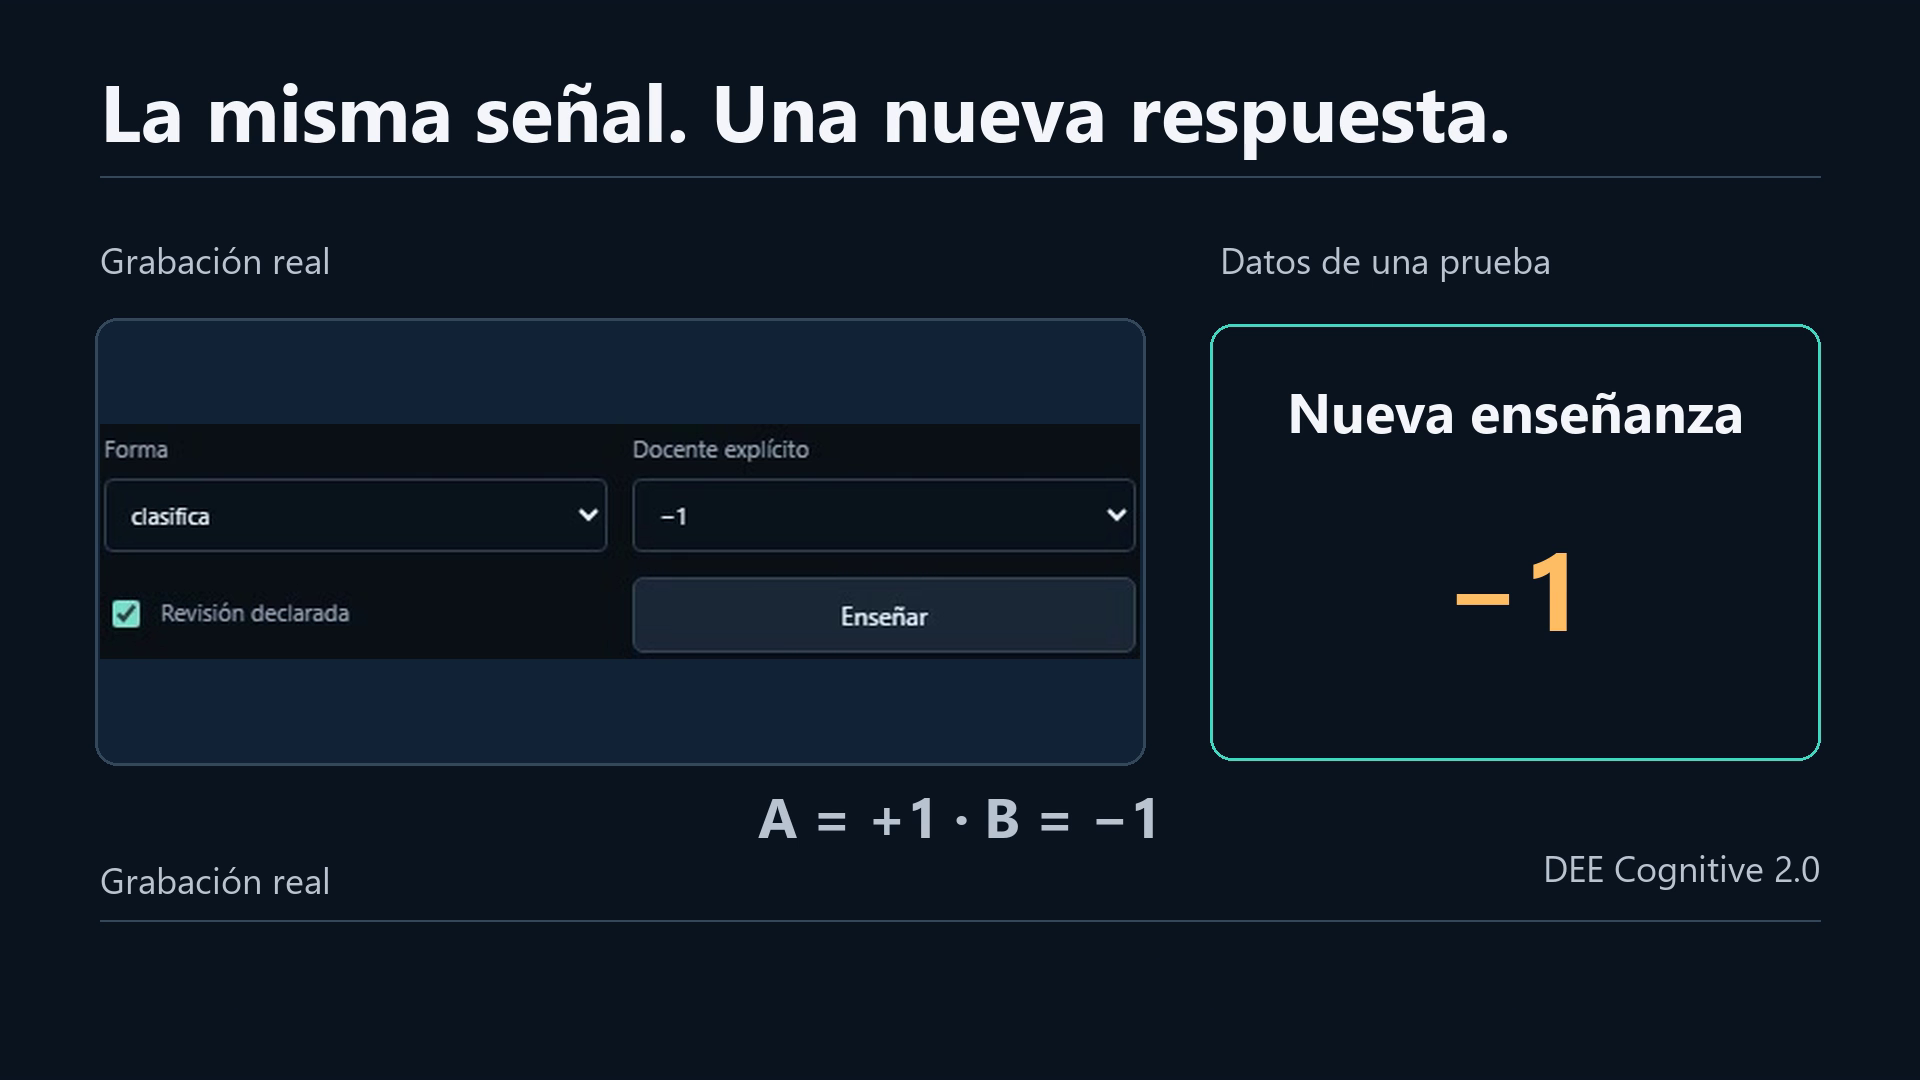 La misma señal. Una nueva respuesta.
Grabación real
Datos de una prueba
Forma
Docente explícito
clasifica
−1
Revisión declarada
Enseñar
Nueva enseñanza
−1
A = +1 · B = −1
Grabación real
DEE Cognitive 2.0